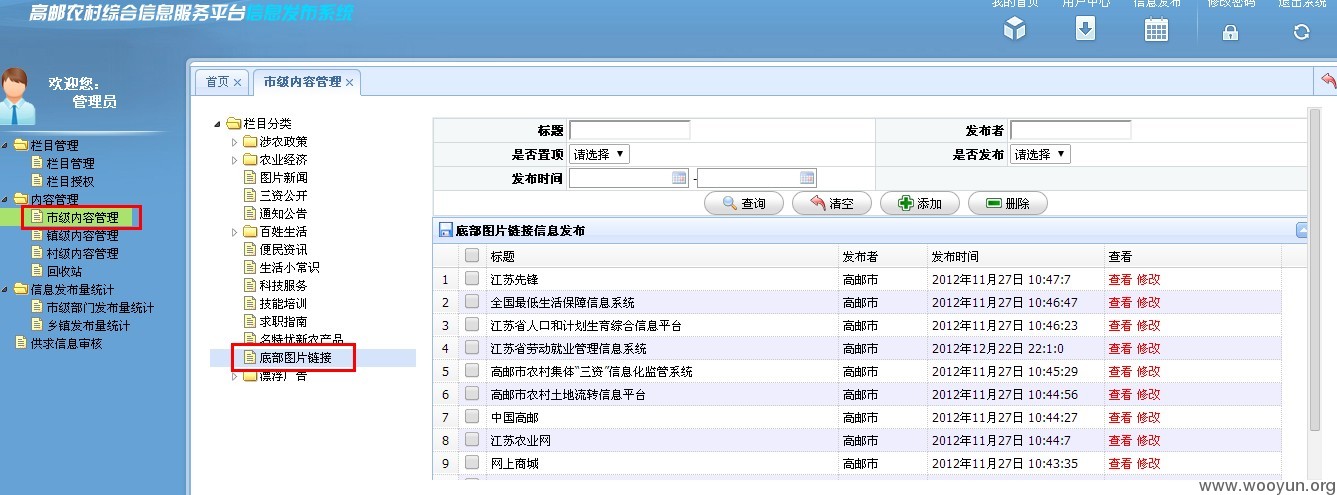 高邮农村综合信息服务平台信息发布系统
我的首页 用户中心 信息发布 修改密码 退出系统
欢迎您：
管理员
栏目管理
栏目管理
栏目授权
内容管理
市级内容管理
镇级内容管理
村级内容管理
回收站
信息发布量统计
市级部门发布量统计
乡镇发布量统计
供求信息审核
首页 × 市级内容管理 ×
栏目分类
涉农政策
农业经济
图片新闻
三资公开
通知公告
百姓生活
便民资讯
生活小常识
科技服务
技能培训
求职指南
名特优新农产品
底部图片链接
漂浮广告
标题 发布者
是否置顶 请选择 ▼ 是否发布 请选择 ▼
发布时间 -
查询 清空 添加 删除
底部图片链接信息发布
标题 发布者 发布时间 查看
1 江苏先锋 高邮市 2012年11月27日 10:47:7 查看 修改
2 全国最低生活保障信息系统 高邮市 2012年11月27日 10:46:47 查看 修改
3 江苏省人口和计划生育综合信息平台 高邮市 2012年11月27日 10:46:23 查看 修改
4 江苏省劳动就业管理信息系统 高邮市 2012年12月22日 22:1:0 查看 修改
5 高邮市农村集体“三资”信息化监管系统 高邮市 2012年11月27日 10:45:29 查看 修改
6 高邮市农村土地流转信息平台 高邮市 2012年11月27日 10:44:56 查看 修改
7 中国高邮 高邮市 2012年11月27日 10:44:27 查看 修改
8 江苏农业网 高邮市 2012年11月27日 10:44:7 查看 修改
9 网上商城 高邮市 2012年11月27日 10:43:35 查看 修改
www.wooyun.org